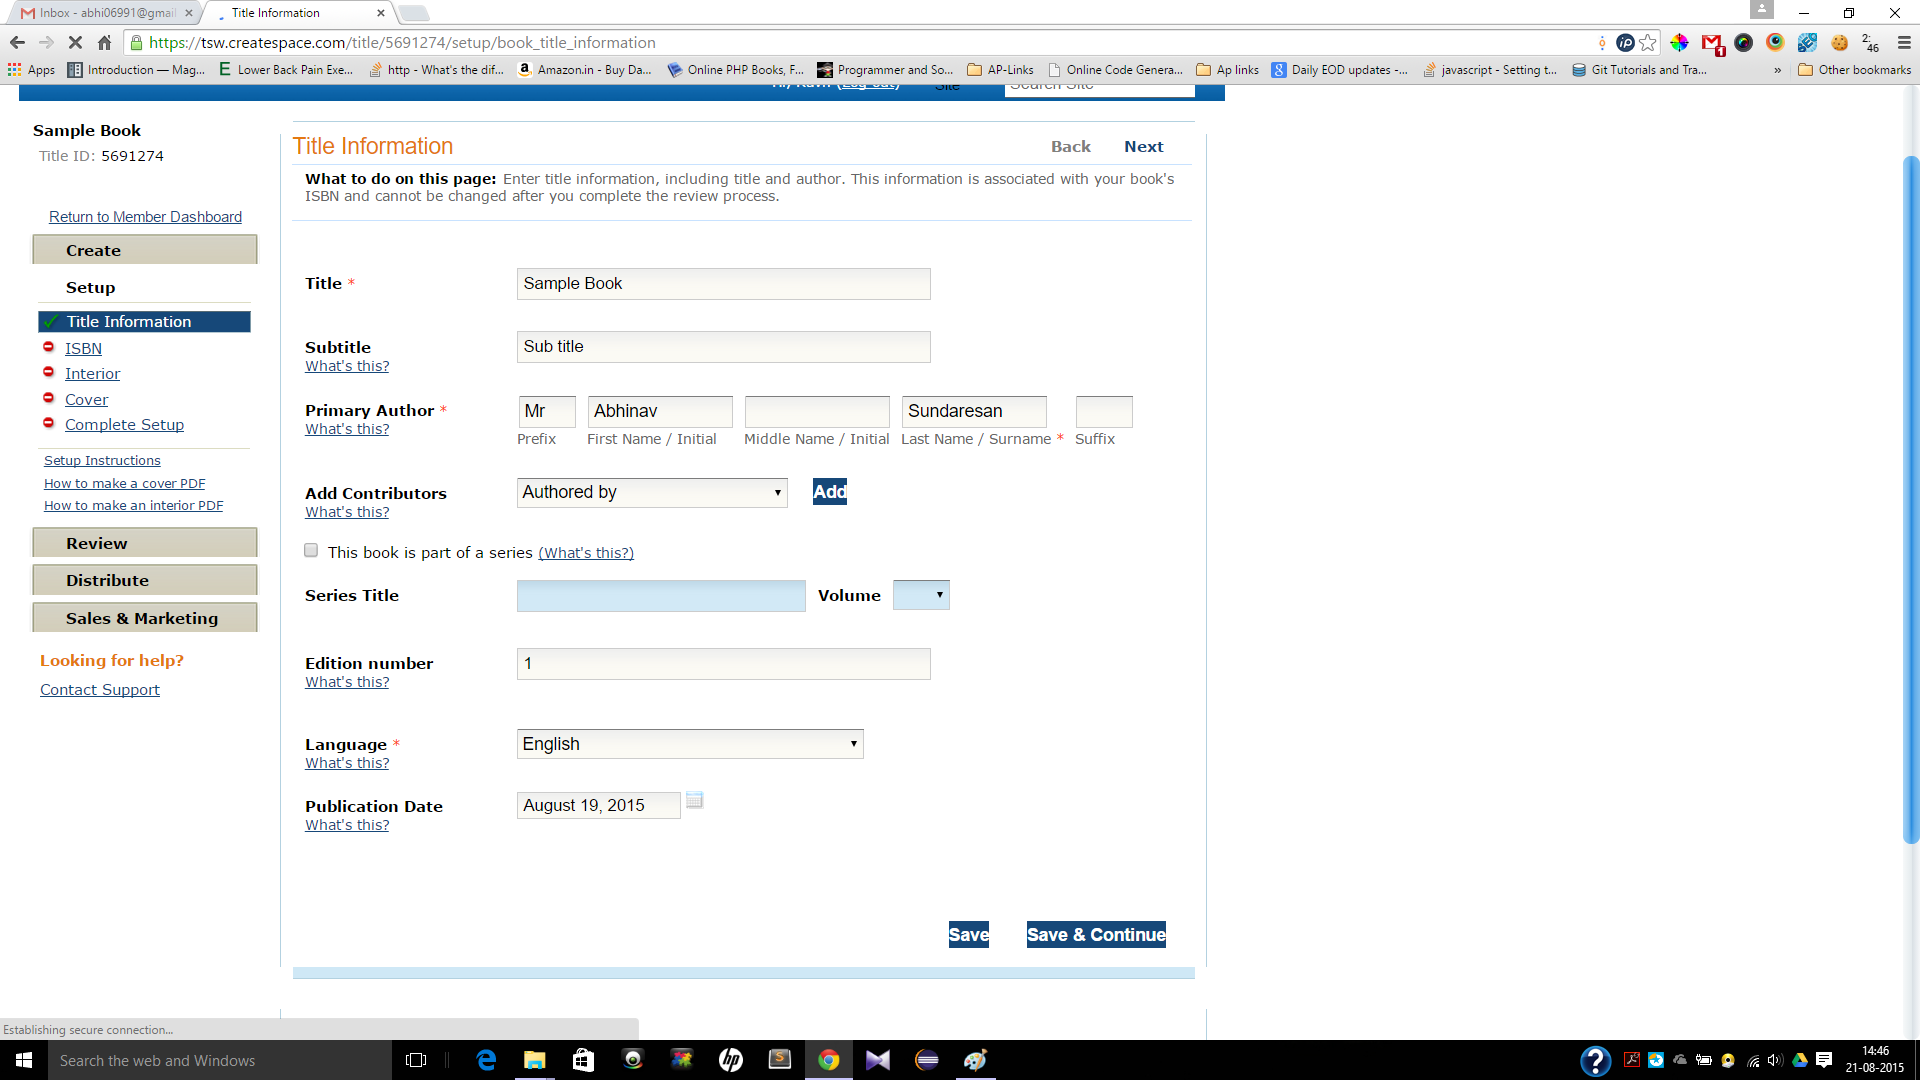 Inbox - abhi06991@gmai
Title Information
https://tsw.createspace.com/title/5691274/setup/book_title_information
2:
46
1
Apps
Introduction — Mag...
Lower Back Pain Exe...
http - What's the dif...
Amazon.in - Buy Da...
Online PHP Books, F...
Programmer and So...
AP-Links
Online Code Genera...
Ap links
Daily EOD updates -...
javascript - Setting t...
Git Tutorials and Tra...
»
Other bookmarks
Site
Search Site
Sample Book
Title ID: 5691274
Return to Member Dashboard
Create
Setup
Title Information
ISBN
Interior
Cover
Complete Setup
Setup Instructions
How to make a cover PDF
How to make an interior PDF
Review
Distribute
Sales & Marketing
Looking for help?
Contact Support
Title Information
Back
Next
What to do on this page: Enter title information, including title and author. This information is associated with your book's
ISBN and cannot be changed after you complete the review process.
Title *
Sample Book
Subtitle
What's this?
Sub title
Primary Author *
What's this?
Mr
Abhinav
Sundaresan
Prefix
First Name / Initial
Middle Name / Initial
Last Name / Surname *
Suffix
Add Contributors
What's this?
Authored by
Add
This book is part of a series (What's this?)
Series Title
Volume
Edition number
What's this?
1
Language *
What's this?
English
Publication Date
What's this?
August 19, 2015
Save
Save & Continue
Establishing secure connection...
Search the web and Windows
14:46
21-08-2015